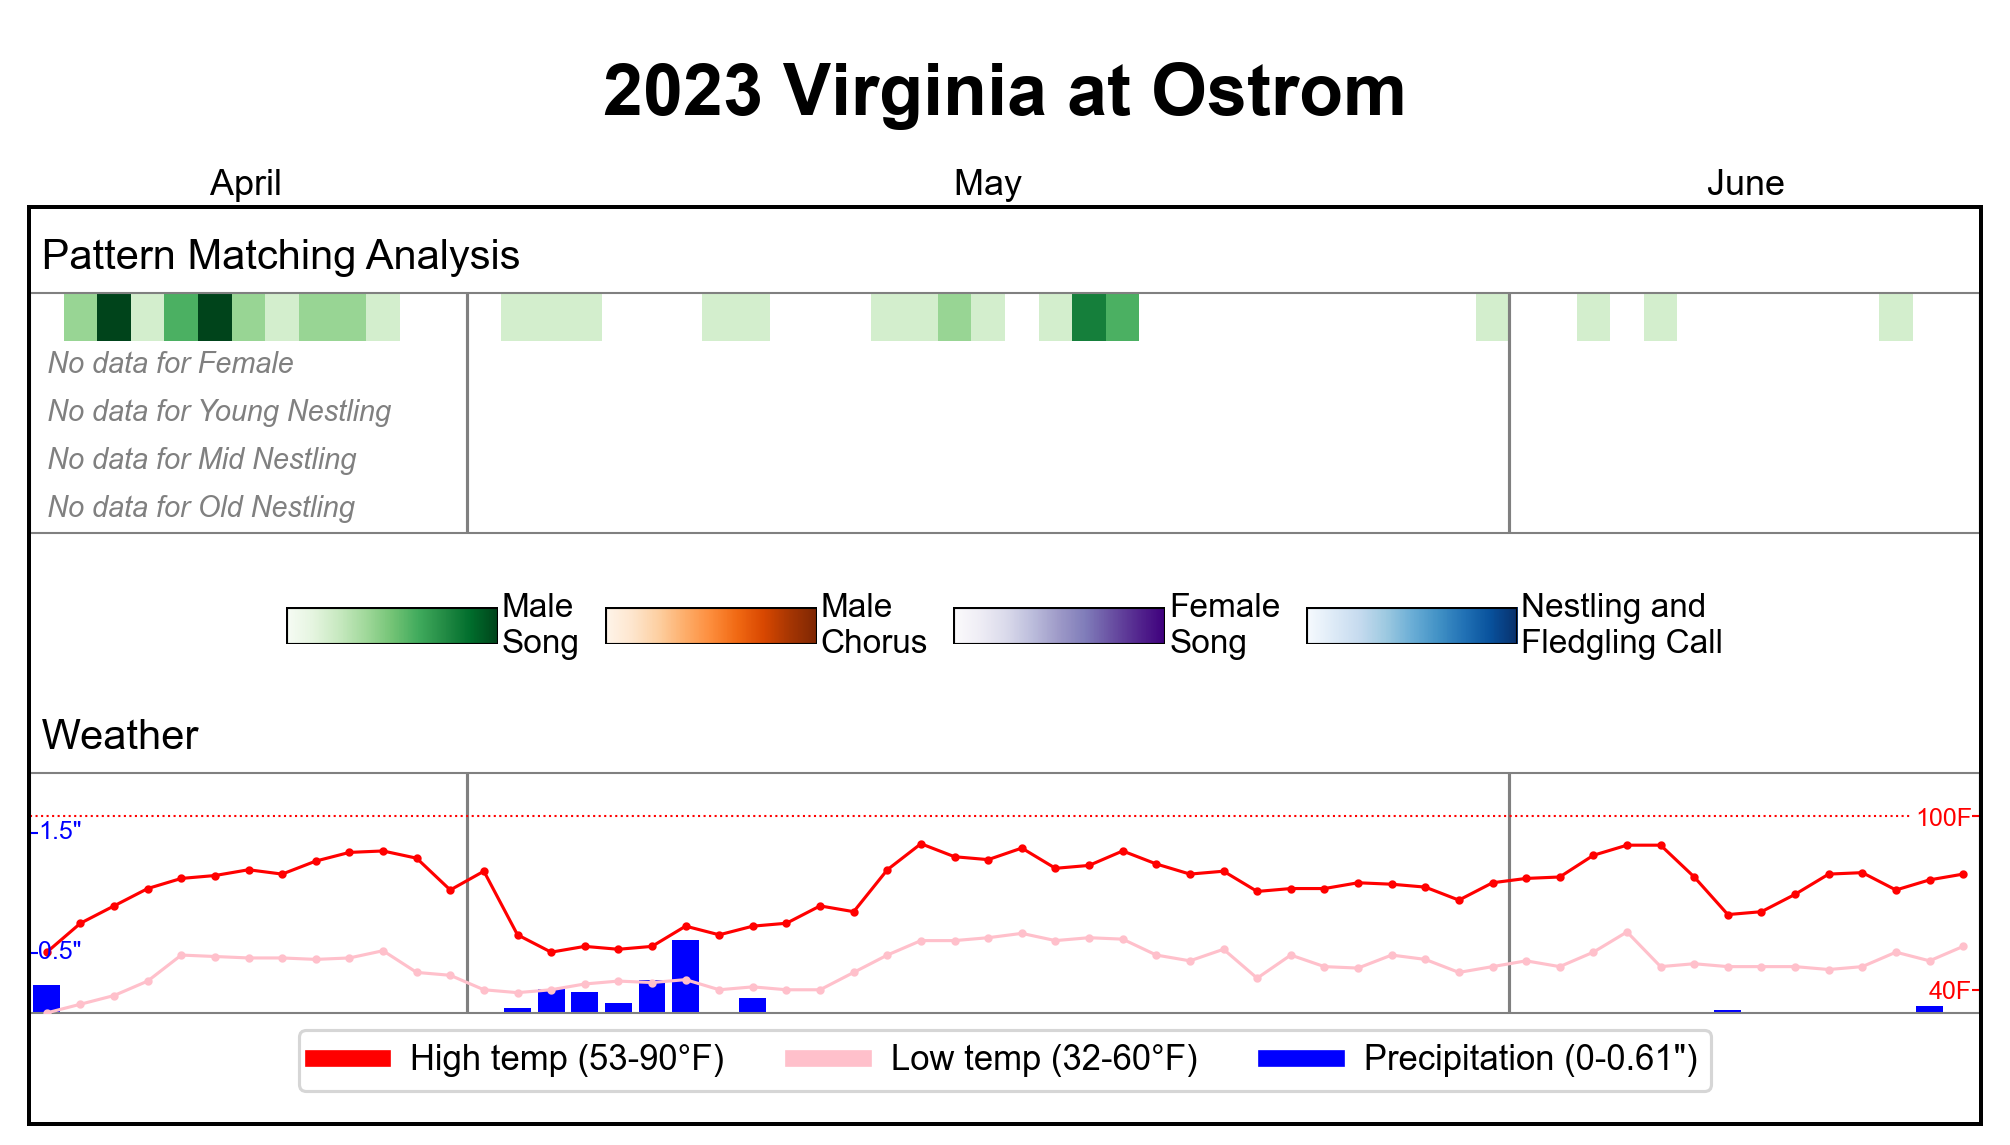 2023 Virginia at Ostrom
April May June
Pattern Matching Analysis
No data for Female
No data for Young Nestling
No data for Mid Nestling
No data for Old Nestling
Male Song
Male Chorus
Female Song
Nestling and Fledgling Call
Weather
1.5"
100F
0.5"
40F
High temp (53-90°F) Low temp (32-60°F) Precipitation (0-0.61")